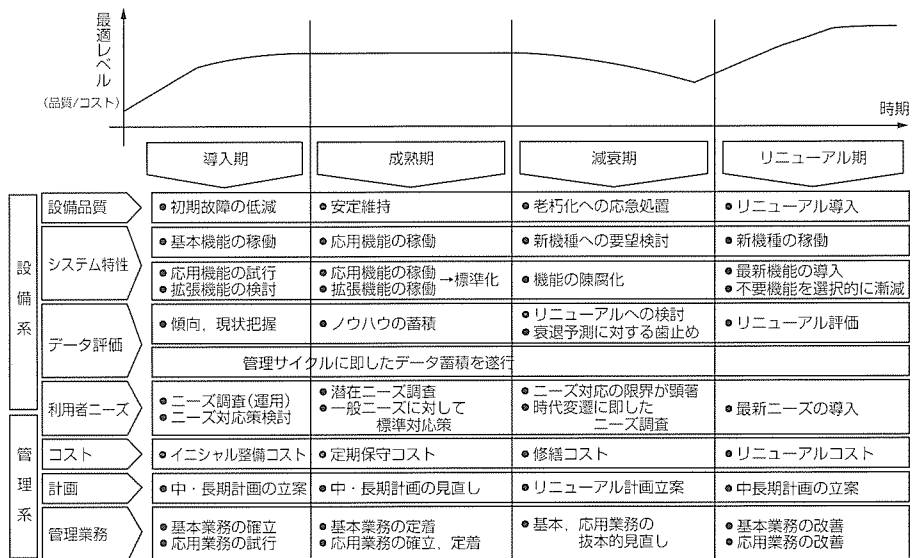 最適レベル
(品質/コスト)
時期
導入期
成熟期
減衰期
リニューアル期
設備系
設備品質
●初期故障の低減
●安定維持
●老朽化への応急処置
●リニューアル導入
システム特性
●基本機能の稼働
●応用機能の稼働
●新機種への要望検討
●新機種の稼働
●応用機能の試行
●拡張機能の検討
●応用機能の稼働
●拡張機能の稼働
→標準化
●機能の陳腐化
●最新機能の導入
●不要機能を選択的に漸減
データ評価
●傾向，現状把握
●ノウハウの蓄積
●リニューアルへの検討
●衰退予測に対する歯止め
●リニューアル評価
管理サイクルに即したデータ蓄積を遂行
利用者ニーズ
●ニーズ調査(運用)
●ニーズ対応策検討
●潜在ニーズ調査
●一般ニーズに対して
標準対応策
●ニーズ対応の限界が顕著
●時代変遷に即した
ニーズ調査
●最新ニーズの導入
管理系
コスト
●イニシャル整備コスト
●定期保守コスト
●修繕コスト
●リニューアルコスト
計画
●中・長期計画の立案
●中・長期計画の見直し
●リニューアル計画立案
●中長期計画の立案
管理業務
●基本業務の確立
●応用業務の試行
●基本業務の定着
●応用業務の確立，定着
●基本，応用業務の
抜本的見直し
●基本業務の改善
●応用業務の改善